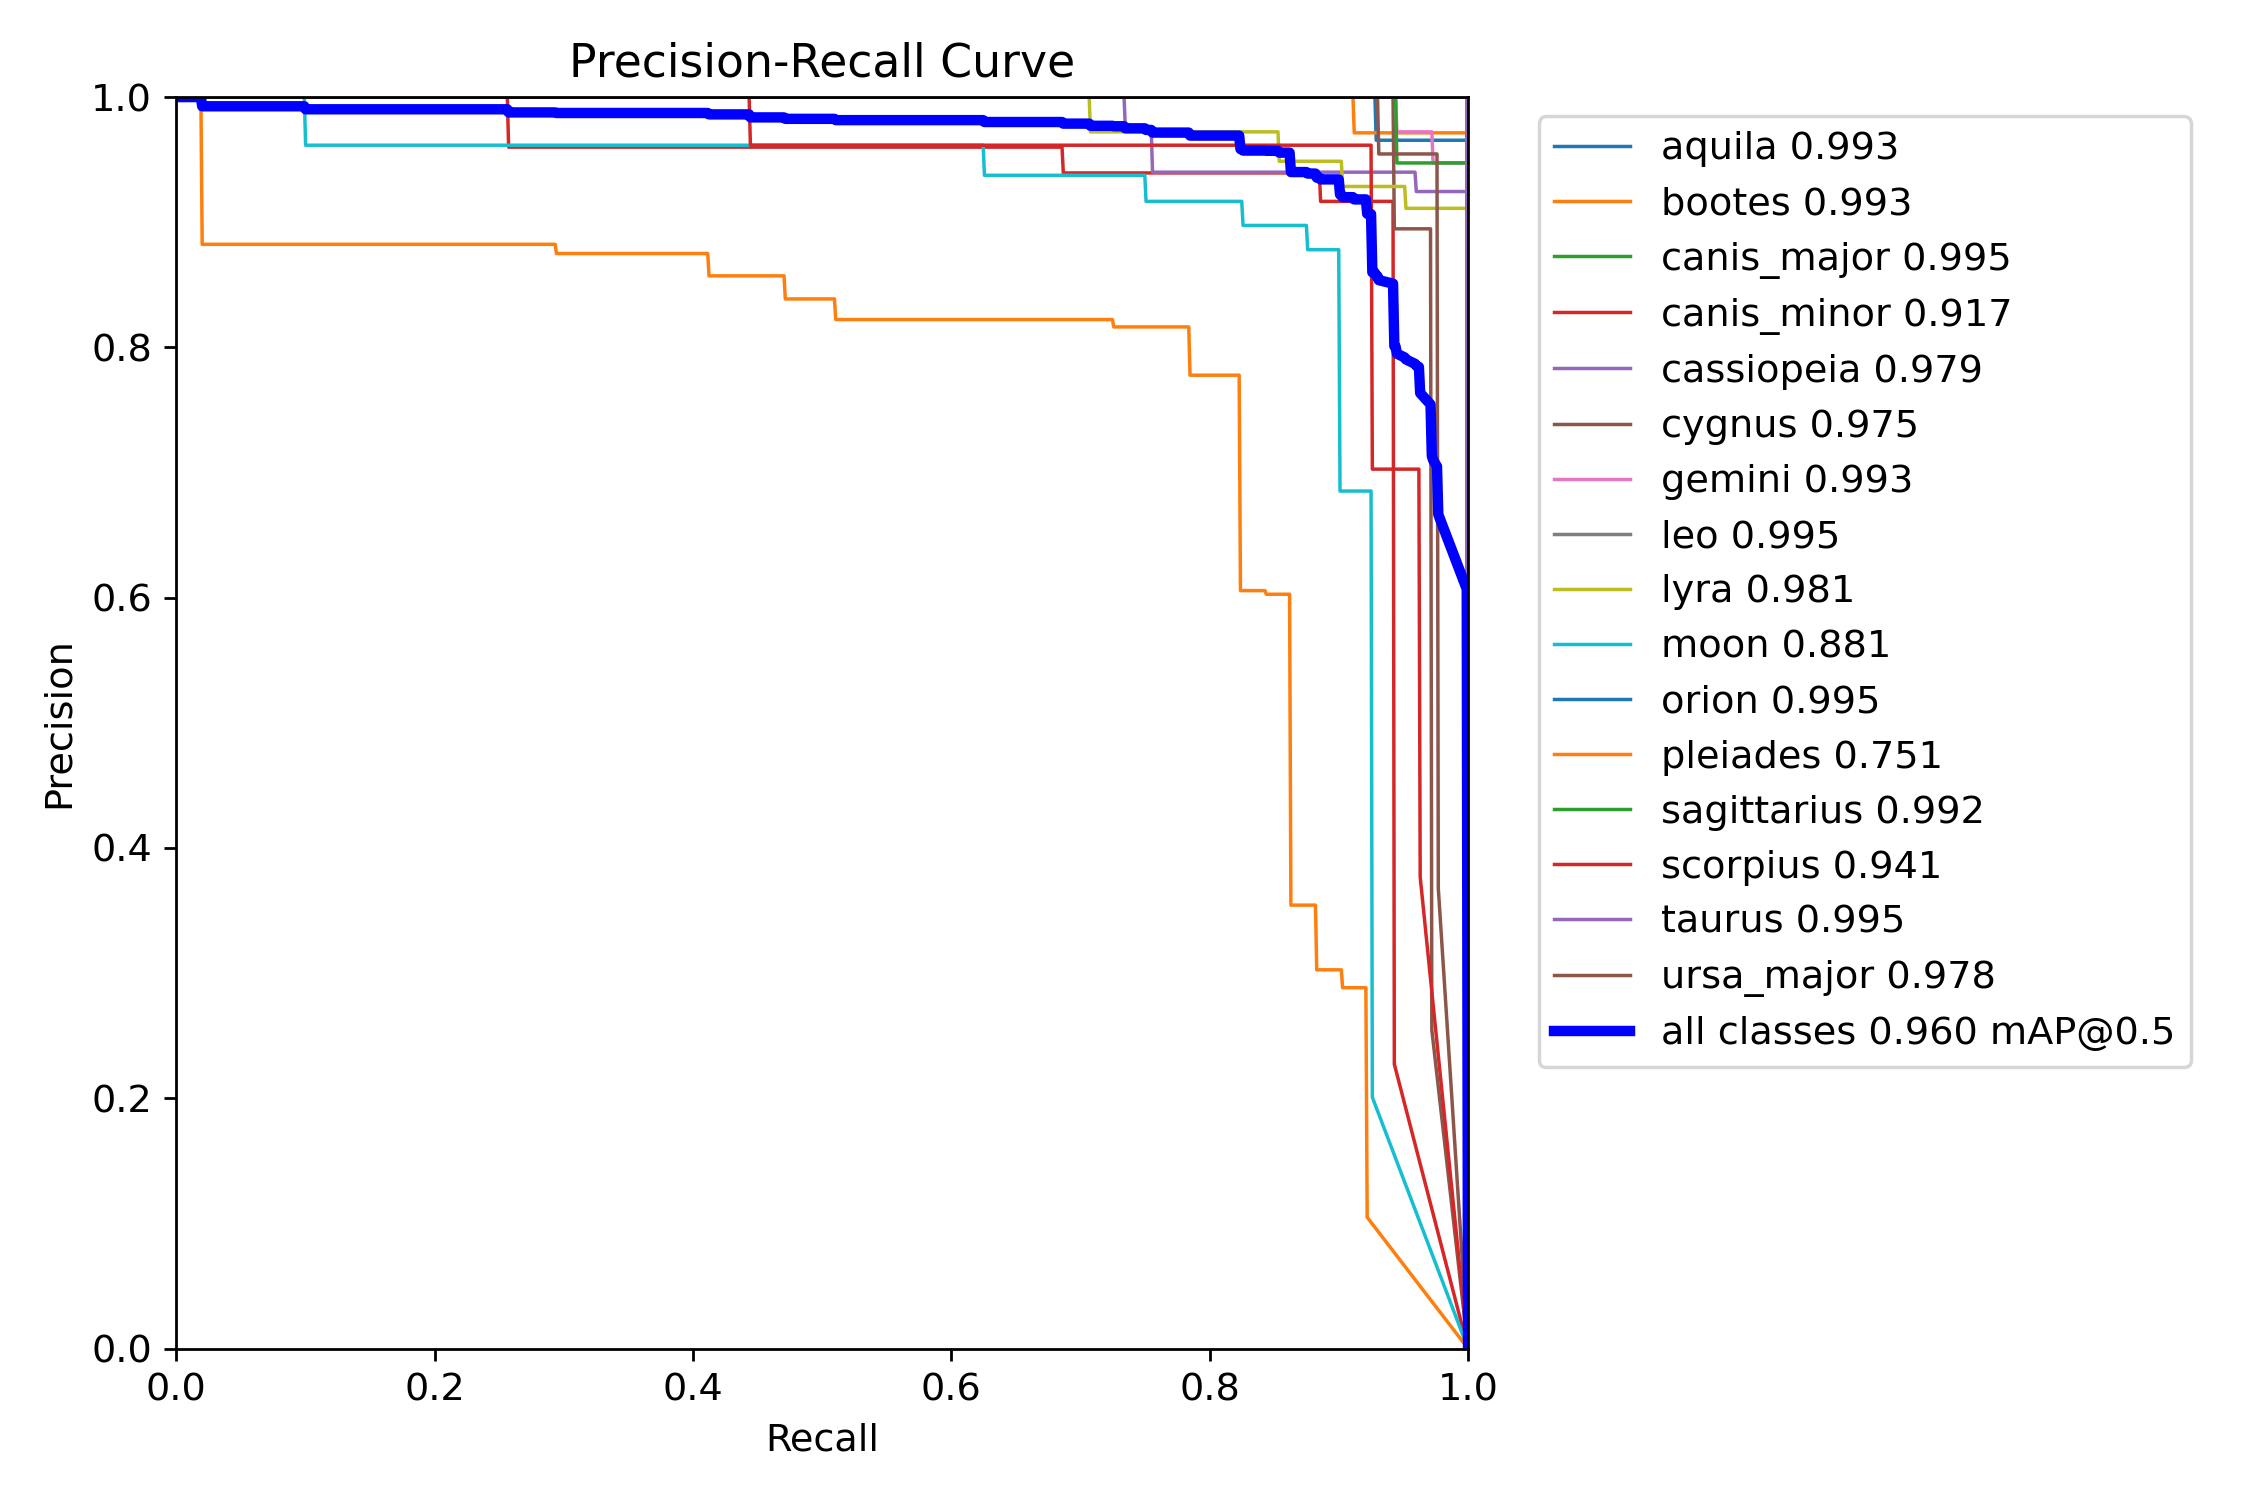 Precision-Recall Curve
1.0
0.8
0.6
0.4
0.2
0.0
Precision
0.0 0.2 0.4 0.6 0.8 1.0
Recall
aquila 0.993
bootes 0.993
canis_major 0.995
canis_minor 0.917
cassiopeia 0.979
cygnus 0.975
gemini 0.993
leo 0.995
lyra 0.981
moon 0.881
orion 0.995
pleiades 0.751
sagittarius 0.992
scorpius 0.941
taurus 0.995
ursa_major 0.978
all classes 0.960 mAP@0.5